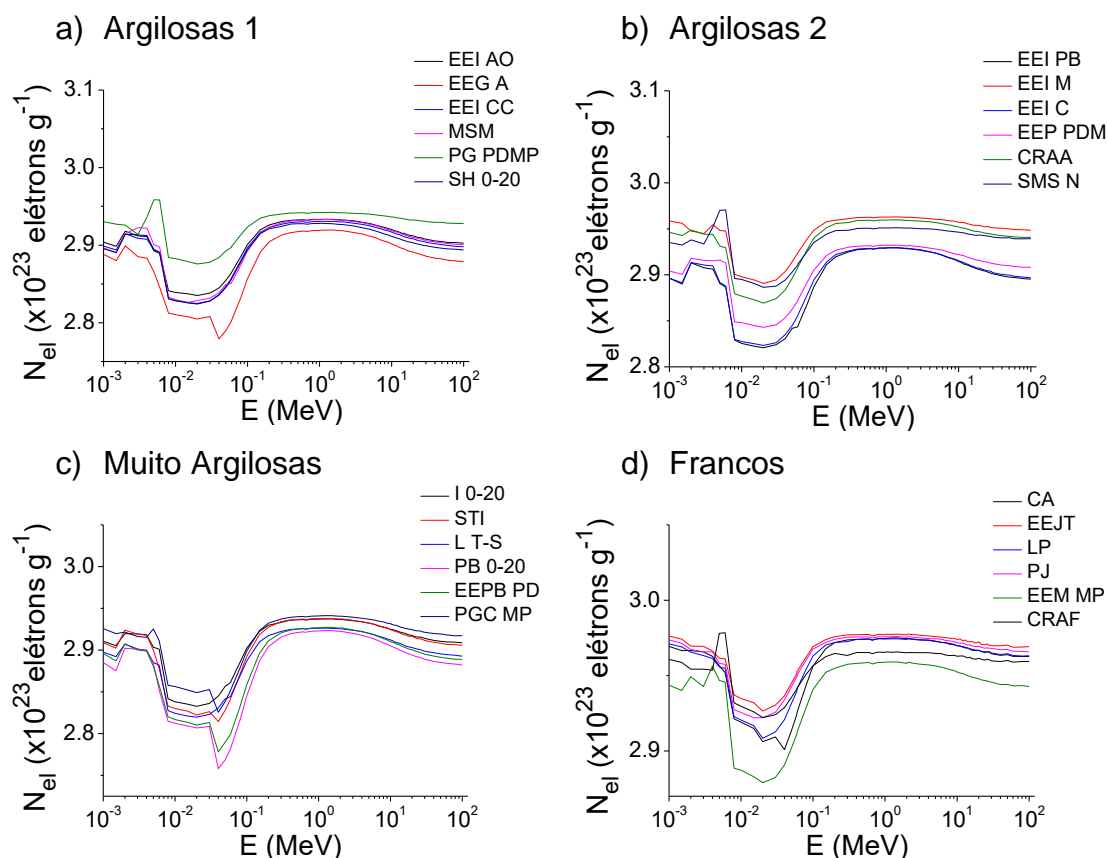 a) Argilosas 1
EEI AO
EEG A
EEI CC
MSM
PG PDMP
SH 0-20
3.1
3.0
2.9
2.8
N_el (x10^23 elétrons g^-1)
10^-3 10^-2 10^-1 10^0 10^1 10^2
E (MeV)
b) Argilosas 2
EEI PB
EEI M
EEI C
EEP PDM
CRAA
SMS N
3.1
3.0
2.9
2.8
N_el (x10^23 elétrons g^-1)
10^-3 10^-2 10^-1 10^0 10^1 10^2
E (MeV)
c) Muito Argilosas
I 0-20
STI
L T-S
PB 0-20
EEPB PD
PGC MP
3.0
2.9
2.8
N_el (x10^23 elétrons g^-1)
10^-3 10^-2 10^-1 10^0 10^1 10^2
E (MeV)
d) Francos
CA
EEJT
LP
PJ
EEM MP
CRAF
3.0
2.9
N_el (x10^23 elétrons g^-1)
10^-3 10^-2 10^-1 10^0 10^1 10^2
E (MeV)